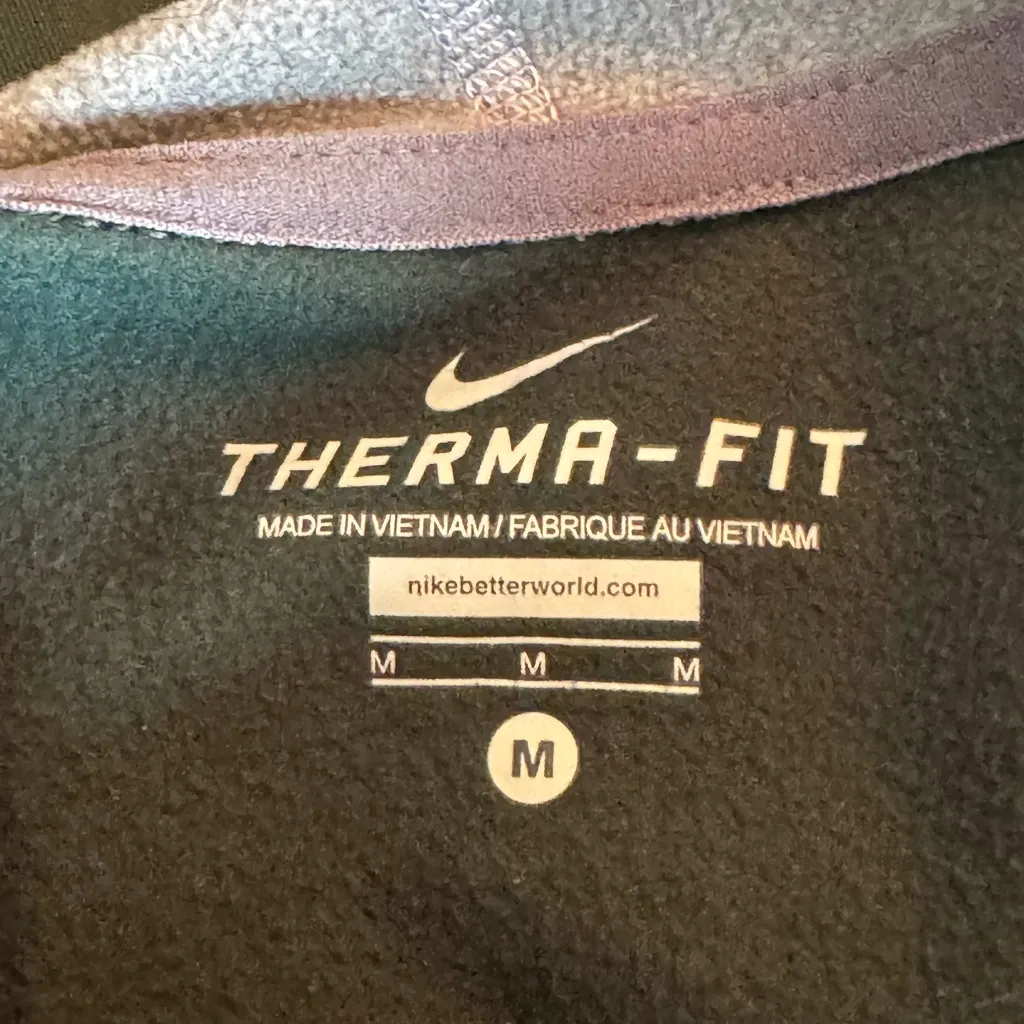 THERMA-FIT
MADE IN VIETNAM / FABRIQUE AU VIETNAM
nikebetterworld.com
M M M
M